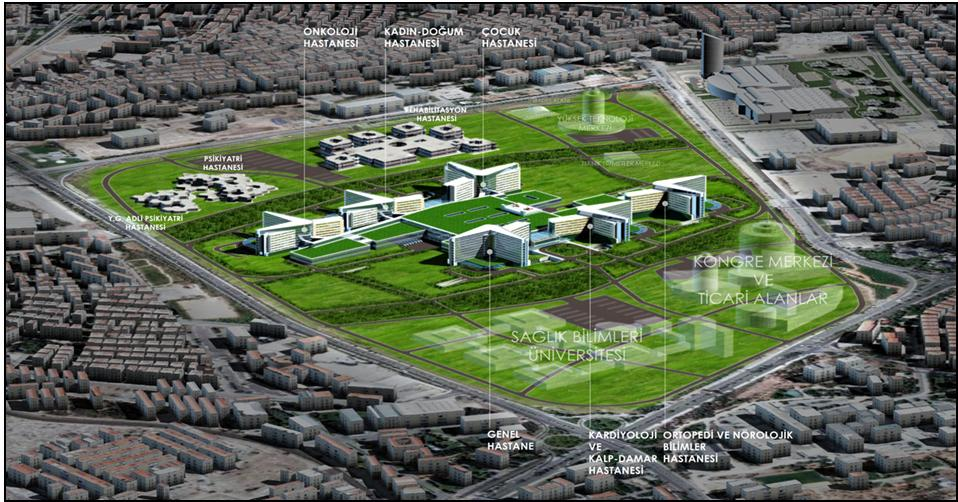 ONKOLOJİ
HASTANESİ
KADIN-DOĞUM
HASTANESİ
ÇOCUK
HASTANESİ
REHABİLİTASYON
HASTANESİ
YÜKSEK TEKNOLOJİ
MERKEZİ
PSİKİYATRİ
HASTANESİ
Y.G. ADLİ PSİKİYATRİ
HASTANESİ
KONGRE MERKEZİ
VE
TİCARİ ALANLAR
SAĞLIK BİLİMLERİ
ÜNİVERSİTESİ
GENEL
HASTANE
KARDİYOLOJİ
VE
KALP-DAMAR
HASTANESİ
ORTOPEDİ VE NÖROLOJİK
BİLİMLER
HASTANESİ